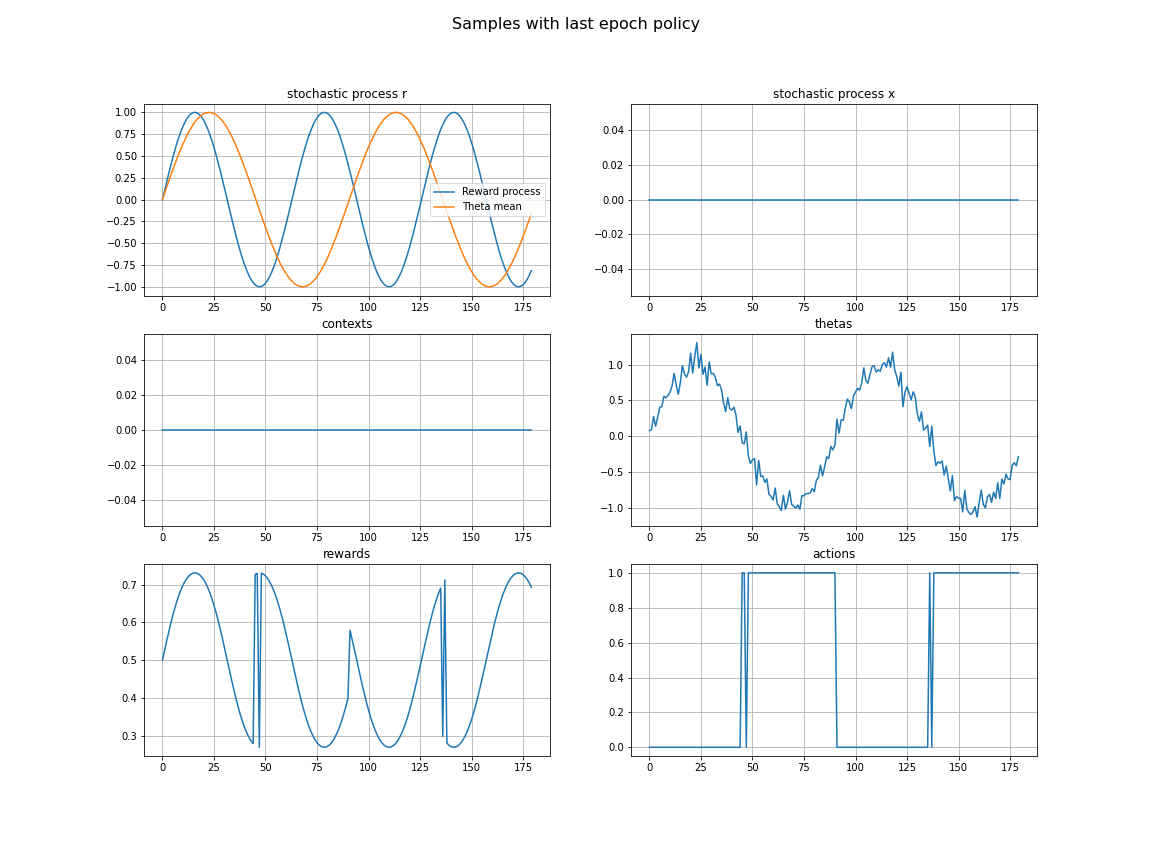 Samples with last epoch policy
stochastic process r
1.00
0.75
0.50
0.25
0.00
−0.25
−0.50
−0.75
−1.00
Reward process
Theta mean
0 25 50 75 100 125 150 175
stochastic process x
0.04
0.02
0.00
−0.02
−0.04
0 25 50 75 100 125 150 175
contexts
0.04
0.02
0.00
−0.02
−0.04
0 25 50 75 100 125 150 175
thetas
1.0
0.5
0.0
−0.5
−1.0
0 25 50 75 100 125 150 175
rewards
0.7
0.6
0.5
0.4
0.3
0 25 50 75 100 125 150 175
actions
1.0
0.8
0.6
0.4
0.2
0.0
0 25 50 75 100 125 150 175